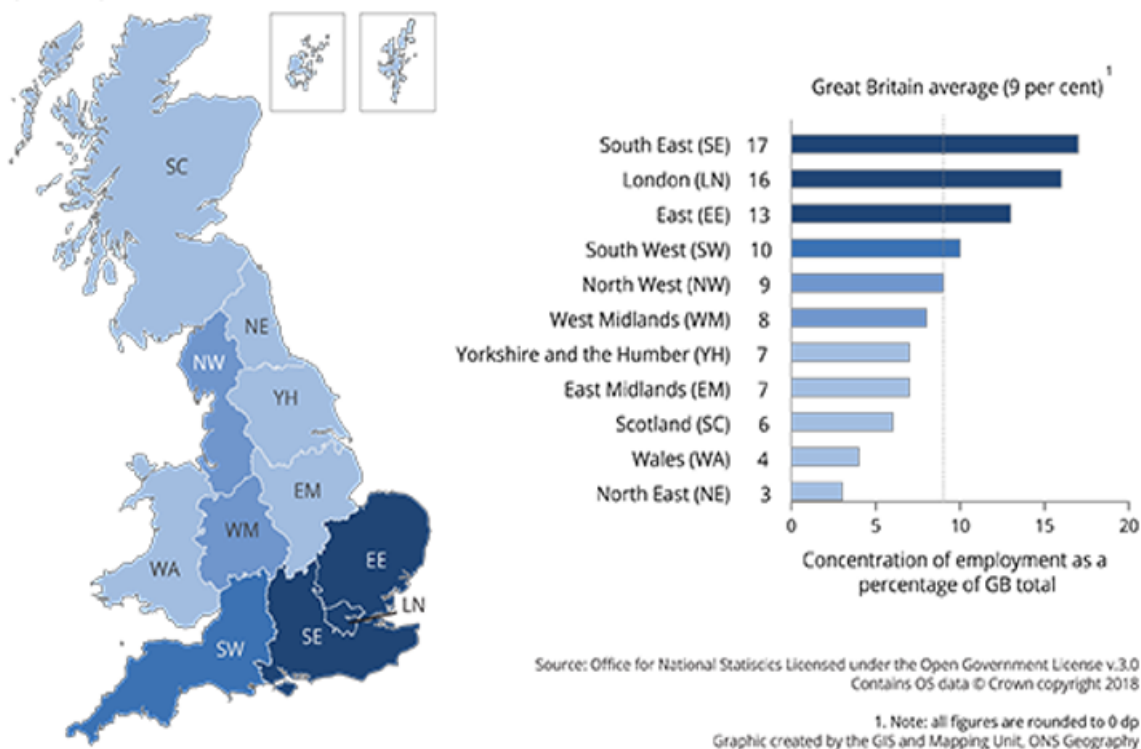 SC
NE
NW
YH
EM
WM
WA
EE
LN
SE
SW
Great Britain average (9 per cent) 1
South East (SE) 17
London (LN) 16
East (EE) 13
South West (SW) 10
North West (NW) 9
West Midlands (WM) 8
Yorkshire and the Humber (YH) 7
East Midlands (EM) 7
Scotland (SC) 6
Wales (WA) 4
North East (NE) 3
0 5 10 15 20
Concentration of employment as a
percentage of GB total
Source: Office for National Statiscics Licensed under the Open Government License v.3.0
Contains OS data © Crown copyright 2018
1. Note: all figures are rounded to 0 dp
Graphic created by the GIS and Mapping Unit, ONS Geography